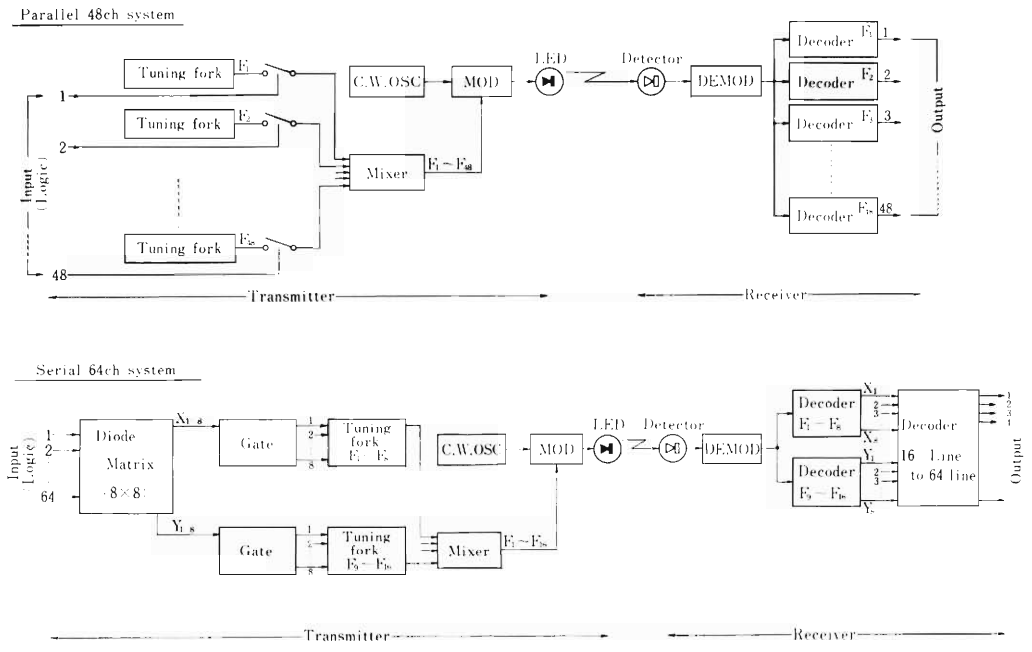 Parallel 48ch system
Tuning fork F₁
1
Tuning fork F₂
2
Input
(Logic)
Tuning fork
48
C.W.OSC
MOD
LED
Detector
DEMOD
Mixer
F₁~F₄₈
Decoder F₁ 1
Decoder F₂ 2
Decoder F₃ 3
Decoder 48
Output
Transmitter
Receiver
Serial 64ch system
Input
(Logic)
1
2
64
Diode
Matrix
(8×8)
X₁₋₈
Y₁₋₈
Gate
1
2
8
Tuning
fork
F₁~F₈
Gate
1
2
8
Tuning
fork
F₉~F₁₆
C.W.OSC
MOD
LED
Detector
DEMOD
Mixer
F₁~F₁₆
Decoder
F₁~F₈
X₁
2
3
X₈
Decoder
F₉~F₁₆
Y₁
2
3
Y₈
Decoder
16 Line
to 64 line
1
2
3
Output
Transmitter
Receiver